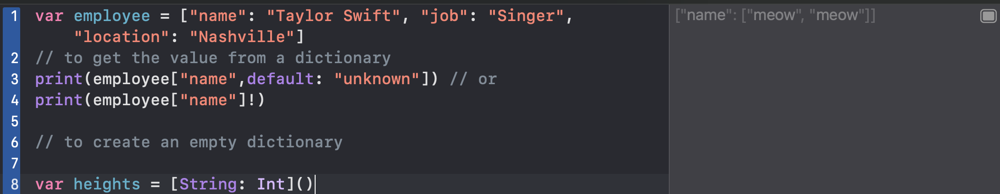 1 var employee = ["name": "Taylor Swift", "job": "Singer",
"location": "Nashville"]
2 // to get the value from a dictionary
3 print(employee["name",default: "unknown"]) // or
4 print(employee["name"]!)
5
6 // to create an empty dictionary
7
8 var heights = [String: Int]()
["name": ["meow", "meow"]]